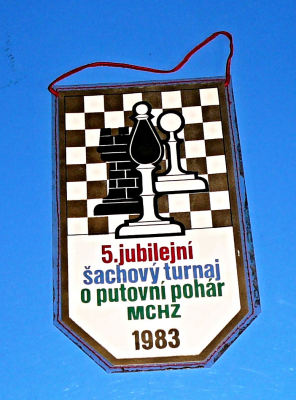 5.jubilejní
šachový turnaj
o putovní pohár
MCHZ
1983